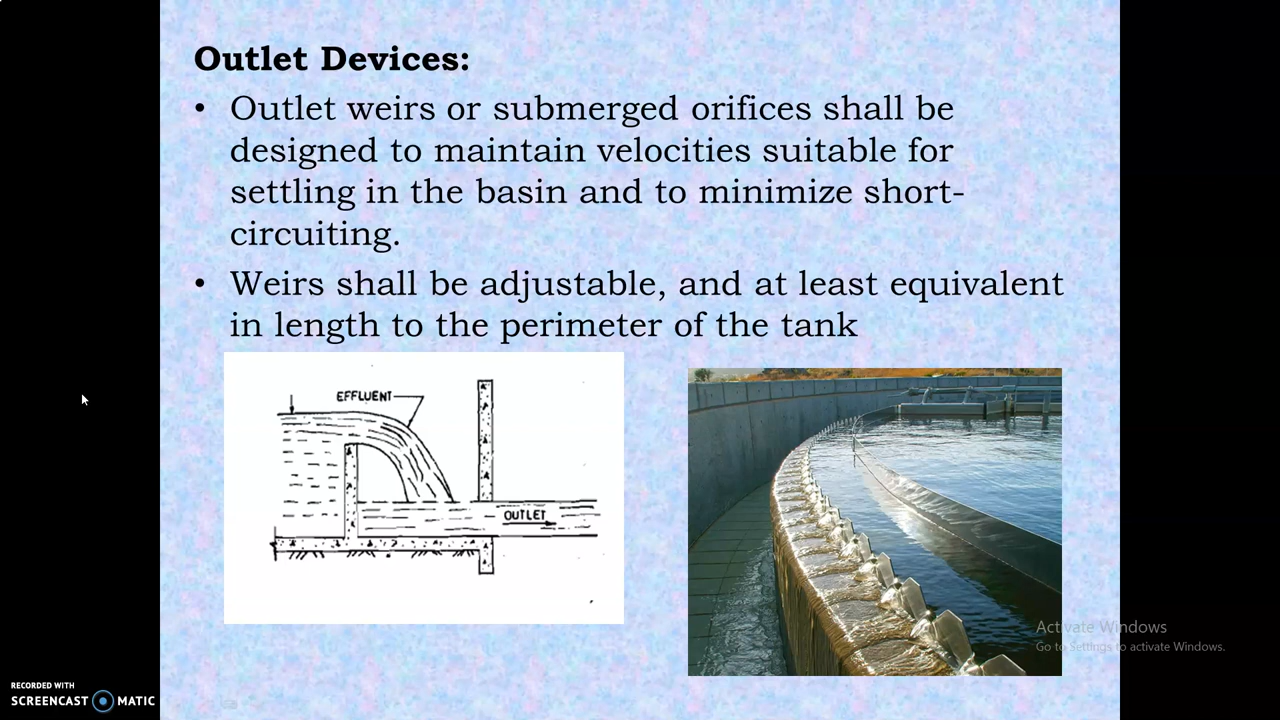 Outlet Devices:
• Outlet weirs or submerged orifices shall be
designed to maintain velocities suitable for
settling in the basin and to minimize short-
circuiting.
• Weirs shall be adjustable, and at least equivalent
in length to the perimeter of the tank
EFFLUENT
OUTLET
Activate Windows
Go to Settings to activate Windows.
RECORDED WITH
SCREENCAST MATIC